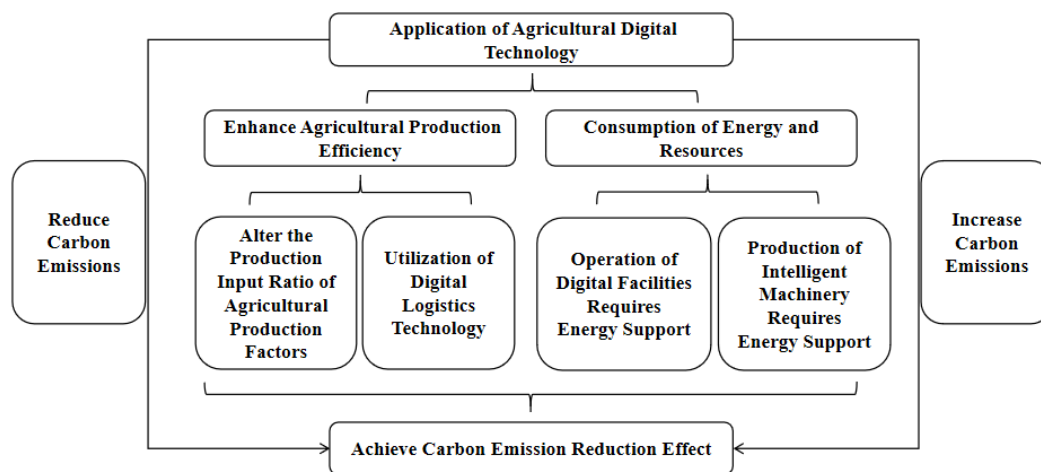 Application of Agricultural Digital
Technology
Enhance Agricultural Production
Efficiency
Consumption of Energy and
Resources
Reduce
Carbon
Emissions
Alter the
Production
Input Ratio of
Agricultural
Production
Factors
Utilization of
Digital
Logistics
Technology
Operation of
Digital Facilities
Requires
Energy Support
Production of
Intelligent
Machinery
Requires
Energy Support
Increase
Carbon
Emissions
Achieve Carbon Emission Reduction Effect